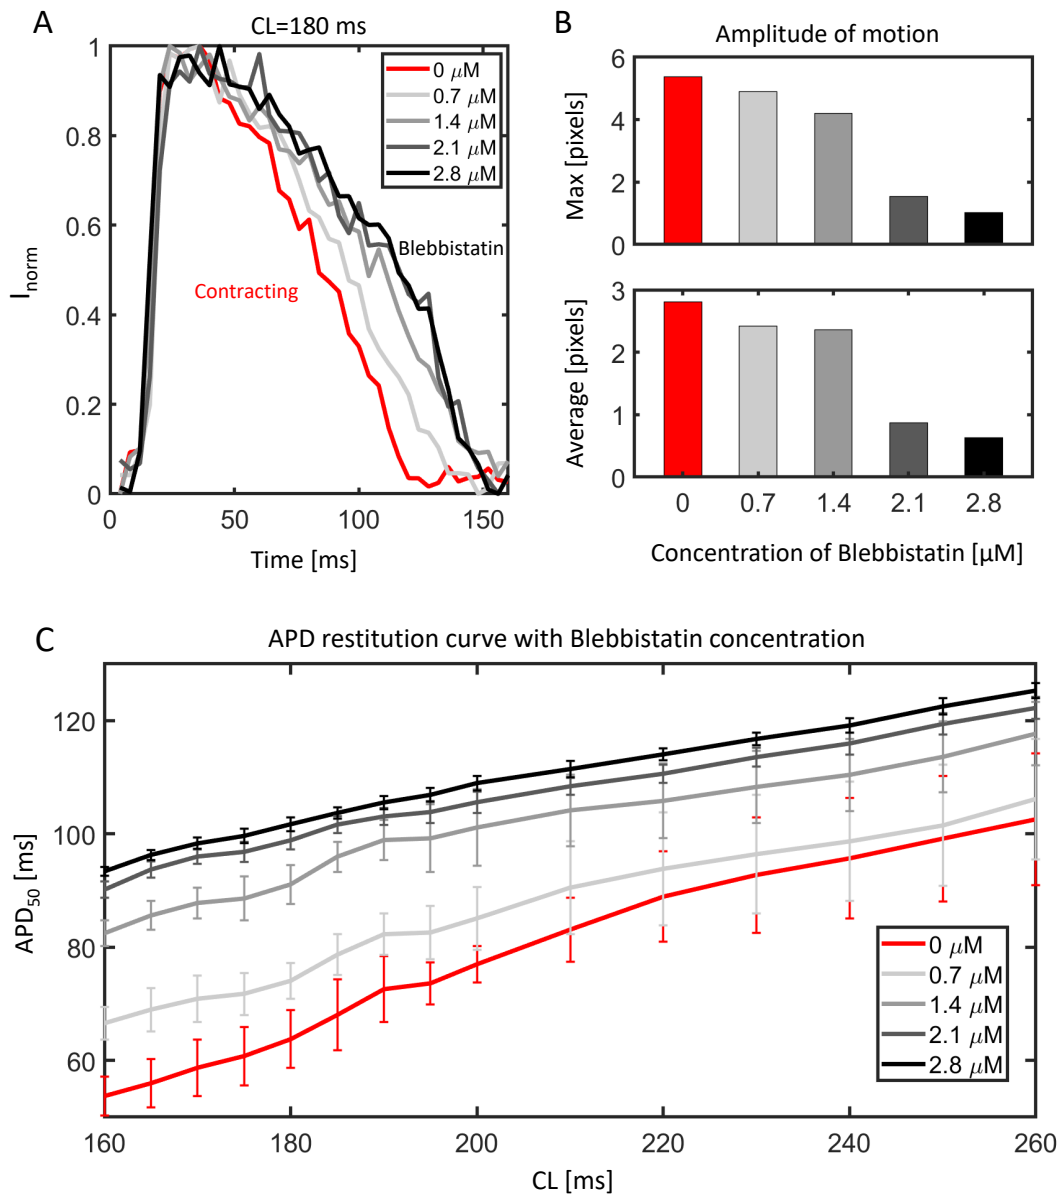 A
CL=180 ms
1
0.8
0.6
0.4
0.2
0
I_norm
0 μM
0.7 μM
1.4 μM
2.1 μM
2.8 μM
Blebbistatin
Contracting
0 50 100 150
Time [ms]
B
Amplitude of motion
6
4
2
0
Max [pixels]
3
2
1
0
Average [pixels]
0 0.7 1.4 2.1 2.8
Concentration of Blebbistatin [μM]
C
APD restitution curve with Blebbistatin concentration
120
100
80
60
APD50 [ms]
0 μM
0.7 μM
1.4 μM
2.1 μM
2.8 μM
160 180 200 220 240 260
CL [ms]